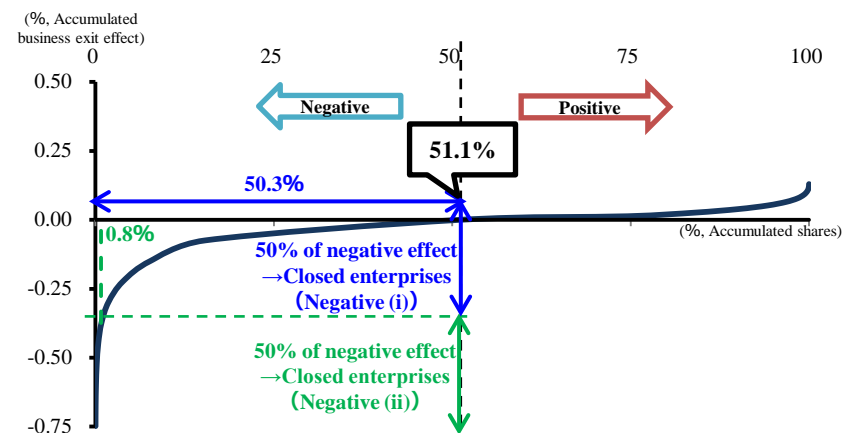 (%, Accumulated
business exit effect)
0
25
50
75
100
0.50
Negative
Positive
0.25
51.1%
50.3%
0.00
(%, Accumulated shares)
0.8%
50% of negative effect
→Closed enterprises
(Negative (i))
-0.25
-0.50
50% of negative effect
→Closed enterprises
(Negative (ii))
-0.75